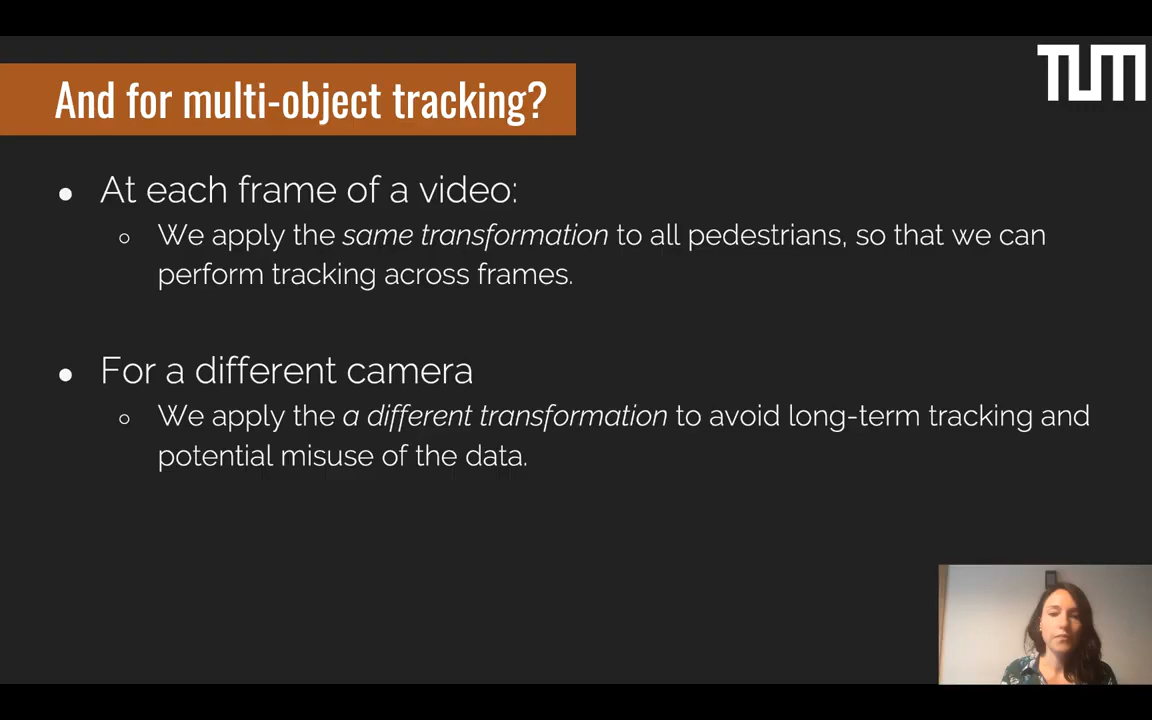 And for multi-object tracking?
TUM
● At each frame of a video:
○ We apply the same transformation to all pedestrians, so that we can
perform tracking across frames.
● For a different camera
○ We apply the a different transformation to avoid long-term tracking and
potential misuse of the data.